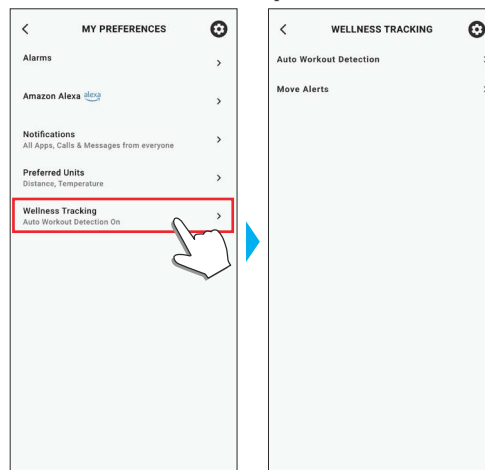 MY PREFERENCES
Alarms
Amazon Alexa alexa
Notifications
All Apps, Calls & Messages from everyone
Preferred Units
Distance, Temperature
Wellness Tracking
Auto Workout Detection On
WELLNESS TRACKING
Auto Workout Detection
Move Alerts